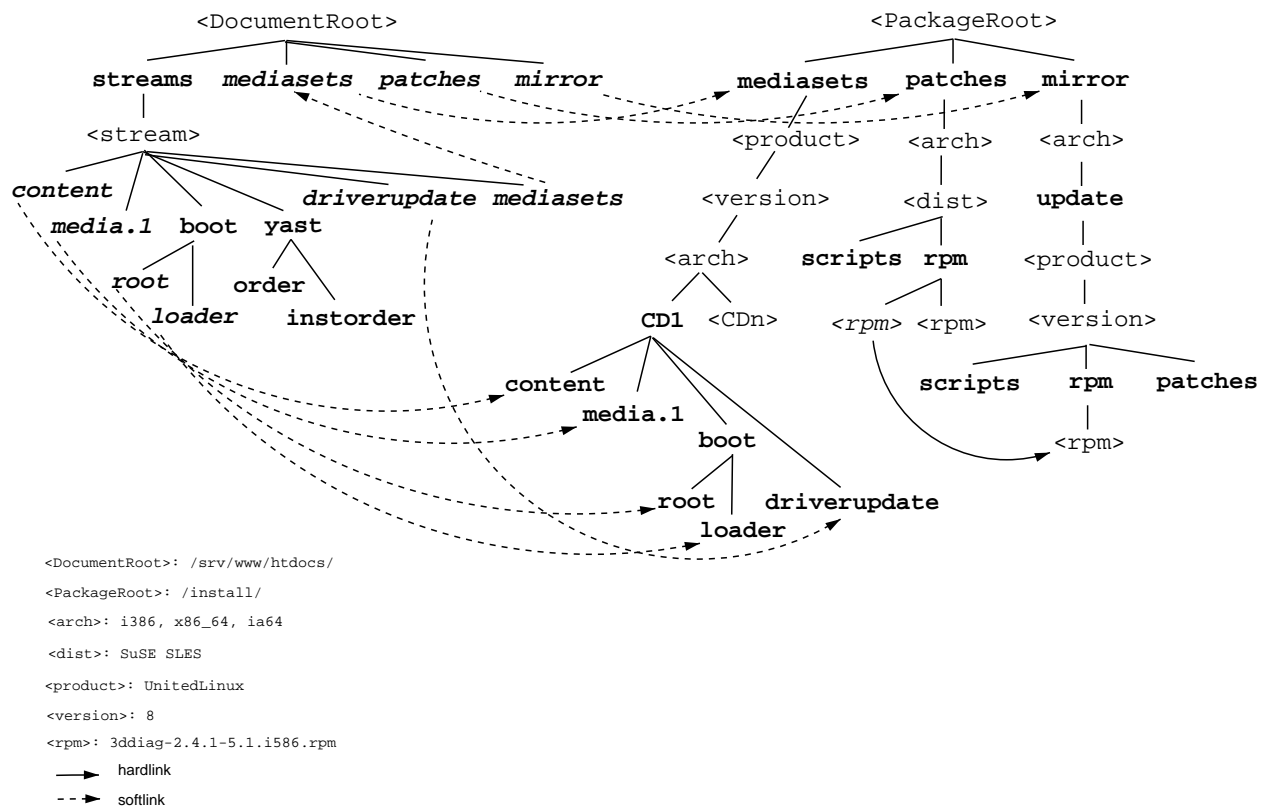 <DocumentRoot> <PackageRoot>
streams mediasets patches mirror mediasets patches mirror
<stream> <product> <arch> <arch>
content driverupdate mediasets <version> <dist> update
media.1 boot yast
root order <arch> scripts rpm <product>
loader instorder CD1 <CDn> <rpm> <rpm> <version>
content scripts rpm patches
media.1
boot <rpm>
root driverupdate
loader
<DocumentRoot>: /srv/www/htdocs/
<PackageRoot>: /install/
<arch>: i386, x86_64, ia64
<dist>: SuSE SLES
<product>: UnitedLinux
<version>: 8
<rpm>: 3ddiag-2.4.1-5.1.i586.rpm
hardlink
softlink